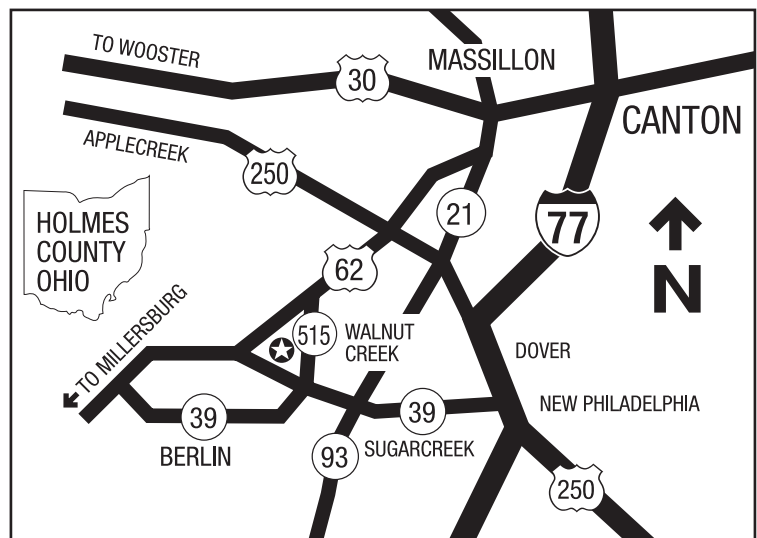 TO WOOSTER
30
MASSILLON
CANTON
APPLECREEK
250
HOLMES
COUNTY
OHIO
21
77
N
62
TO MILLERSBURG
515
WALNUT
CREEK
DOVER
39
39
NEW PHILADELPHIA
BERLIN
93
SUGARCREEK
250